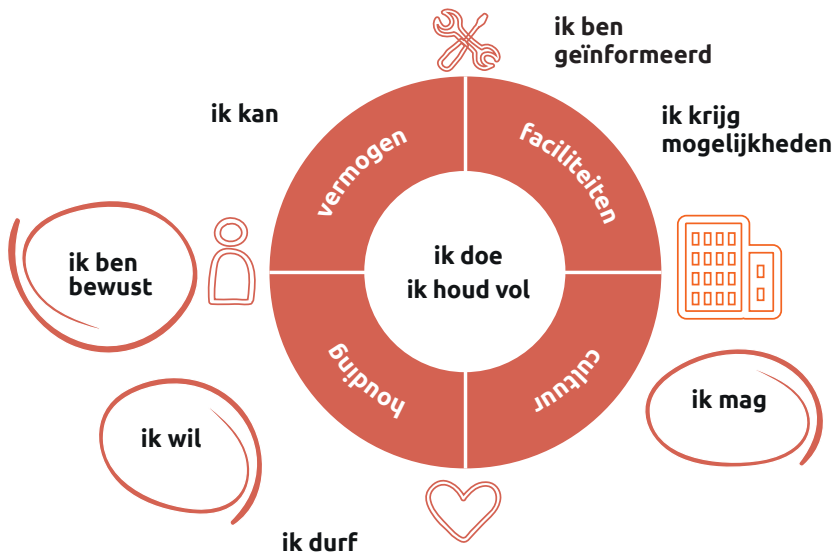 ik ben
geïnformeerd
ik kan
ik krijg
mogelijkheden
vermogen
faciliteiten
ik ben
bewust
ik doe
ik houd vol
houding
cultuur
ik mag
ik wil
ik durf